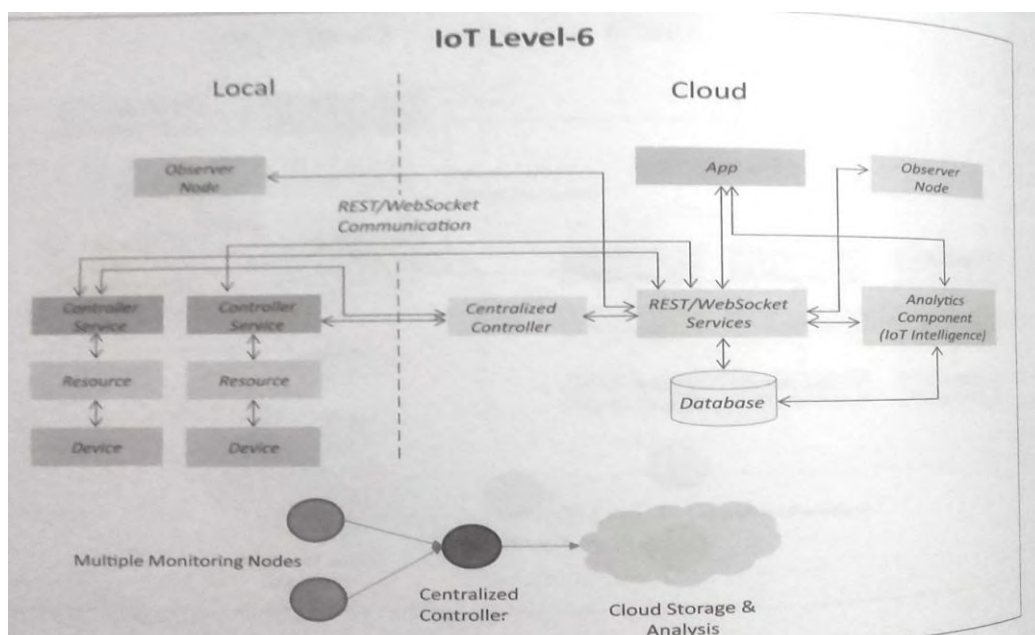 IoT Level-6
Local
Cloud
Observer
Node
App
Observer
Node
REST/WebSocket
Communication
Controller
Service
Controller
Service
Centralized
Controller
REST/WebSocket
Services
Analytics
Component
(IoT Intelligence)
Resource
Resource
Database
Device
Device
Multiple Monitoring Nodes
Centralized
Controller
Cloud Storage &
Analysis